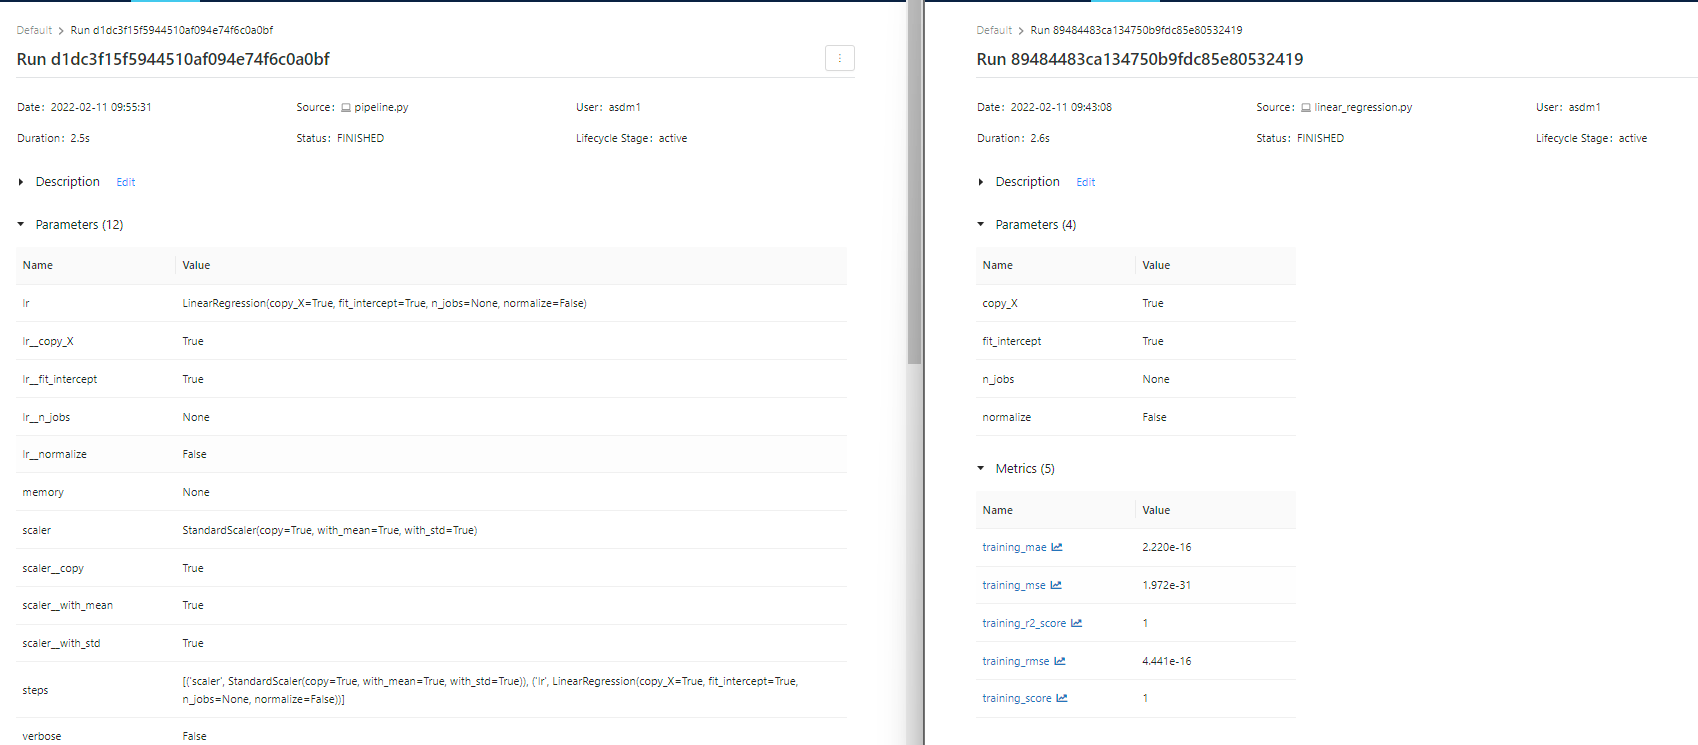 Default > Run d1dc3f15f5944510af094e74f6c0a0bf
Run d1dc3f15f5944510af094e74f6c0a0bf
Date: 2022-02-11 09:55:31 Source: pipeline.py User: asdm1
Duration: 2.5s Status: FINISHED Lifecycle Stage: active
Description Edit
Parameters (12)
Name Value
lr LinearRegression(copy_X=True, fit_intercept=True, n_jobs=None, normalize=False)
lr__copy_X True
lr__fit_intercept True
lr__n_jobs None
lr__normalize False
memory None
scaler StandardScaler(copy=True, with_mean=True, with_std=True)
scaler__copy True
scaler__with_mean True
scaler__with_std True
steps [('scaler', StandardScaler(copy=True, with_mean=True, with_std=True)), ('lr', LinearRegression(copy_X=True, fit_intercept=True,
n_jobs=None, normalize=False))]
verbose False
Default > Run 89484483ca134750b9fdc85e80532419
Run 89484483ca134750b9fdc85e80532419
Date: 2022-02-11 09:43:08 Source: linear_regression.py User: asdm1
Duration: 2.6s Status: FINISHED Lifecycle Stage: active
Description Edit
Parameters (4)
Name Value
copy_X True
fit_intercept True
n_jobs None
normalize False
Metrics (5)
Name Value
training_mae 2.220e-16
training_mse 1.972e-31
training_r2_score 1
training_rmse 4.441e-16
training_score 1